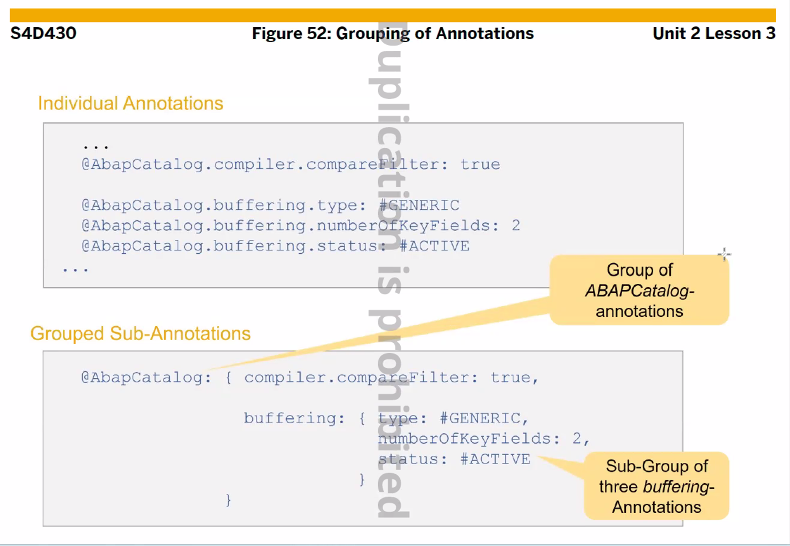 S4D430 Figure 52: Grouping of Annotations Unit 2 Lesson 3
Individual Annotations
...
@AbapCatalog.compiler.compareFilter: true
@AbapCatalog.buffering.type: #GENERIC
@AbapCatalog.buffering.numberOfKeyFields: 2
@AbapCatalog.buffering.status: #ACTIVE
...
Group of
ABAPCatalog-
annotations
Grouped Sub-Annotations
@AbapCatalog: { compiler.compareFilter: true,
buffering: { type: #GENERIC,
numberOfKeyFields: 2,
status: #ACTIVE
}
}
Sub-Group of
three buffering-
Annotations
Duplication is prohibited